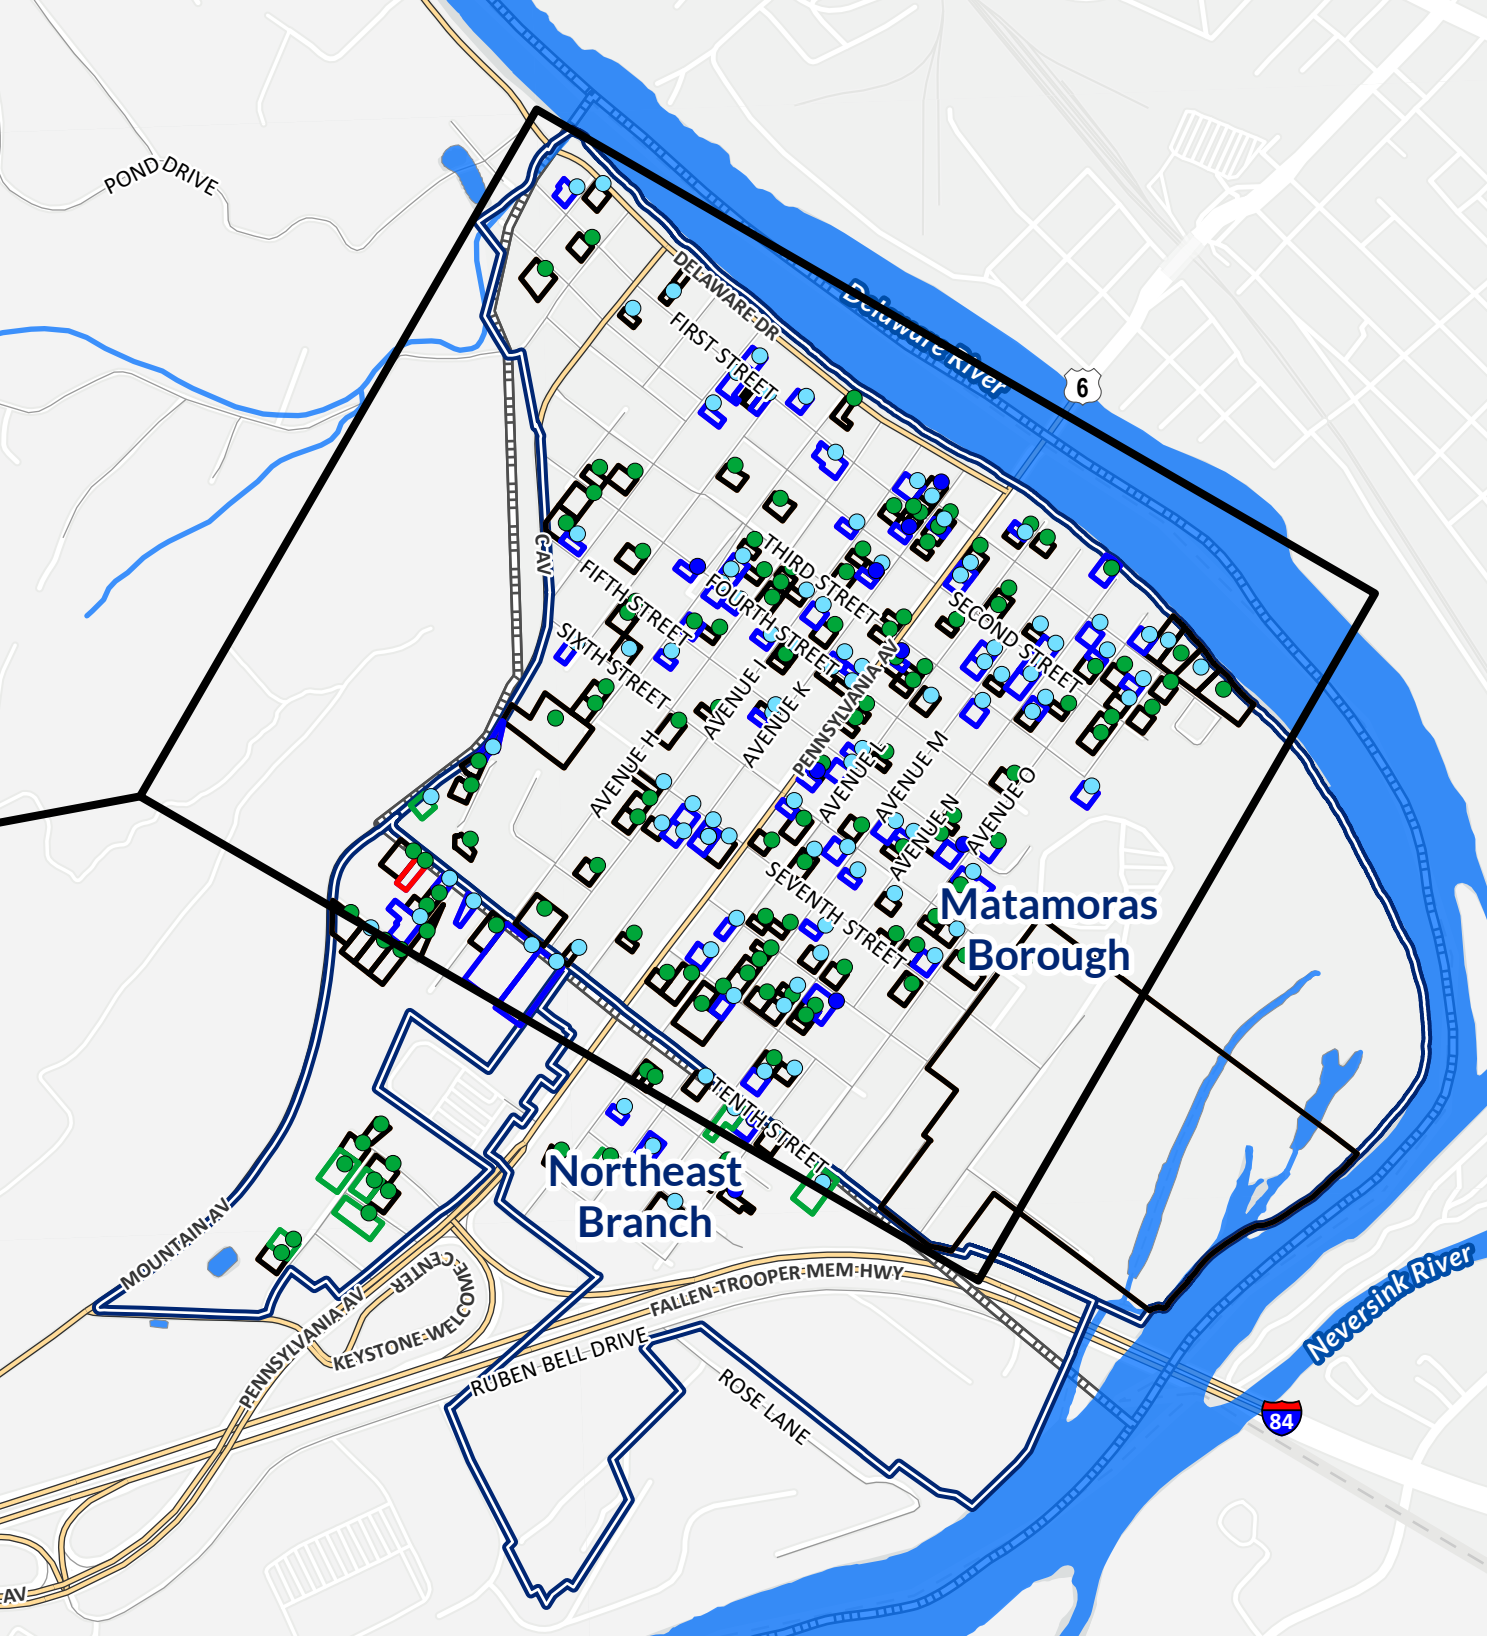 POND DRIVE
DELAWARE DR
FIRST STREET
Delaware River
6
C AV
THIRD STREET
FIFTH STREET
FOURTH STREET
SECOND STREET
SIXTH STREET
AVENUE I
AVENUE K
PENNSYLVANIA AV
AVENUE H
AVENUE L
AVENUE M
AVENUE N
AVENUE O
SEVENTH STREET
Matamoras
Borough
TENTH STREET
Northeast
Branch
MOUNTAIN AV
KEYSTONE WELCOME CENTER
FALLEN TROOPER MEM HWY
PENNSYLVANIA AV
RUBEN BELL DRIVE
ROSE LANE
Neversink River
84
AV